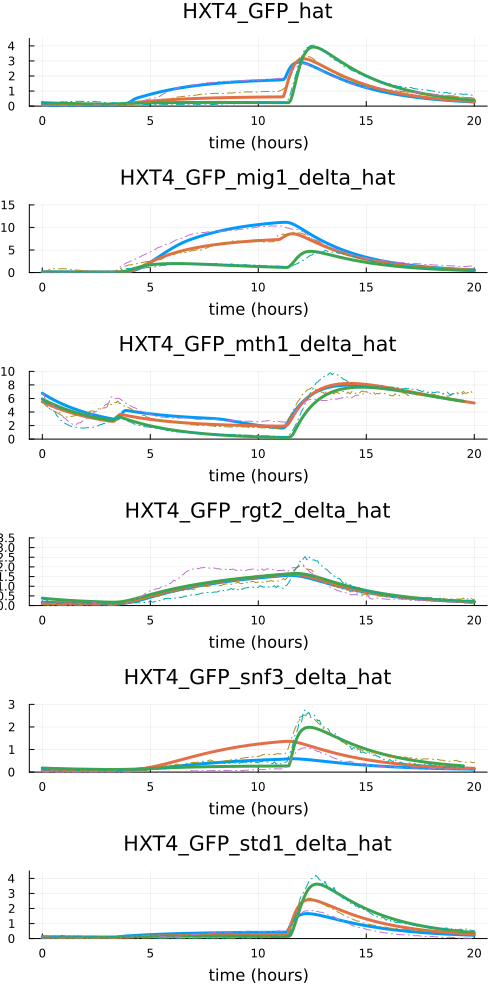 HXT4_GFP_hat
4
3
2
1
0
0 5 10 15 20
time (hours)
HXT4_GFP_mig1_delta_hat
15
10
5
0
0 5 10 15 20
time (hours)
HXT4_GFP_mth1_delta_hat
10
8
6
4
2
0
0 5 10 15 20
time (hours)
HXT4_GFP_rgt2_delta_hat
3.5
3.0
2.5
2.0
1.5
1.0
0.5
0.0
0 5 10 15 20
time (hours)
HXT4_GFP_snf3_delta_hat
3
2
1
0
0 5 10 15 20
time (hours)
HXT4_GFP_std1_delta_hat
4
3
2
1
0
0 5 10 15 20
time (hours)